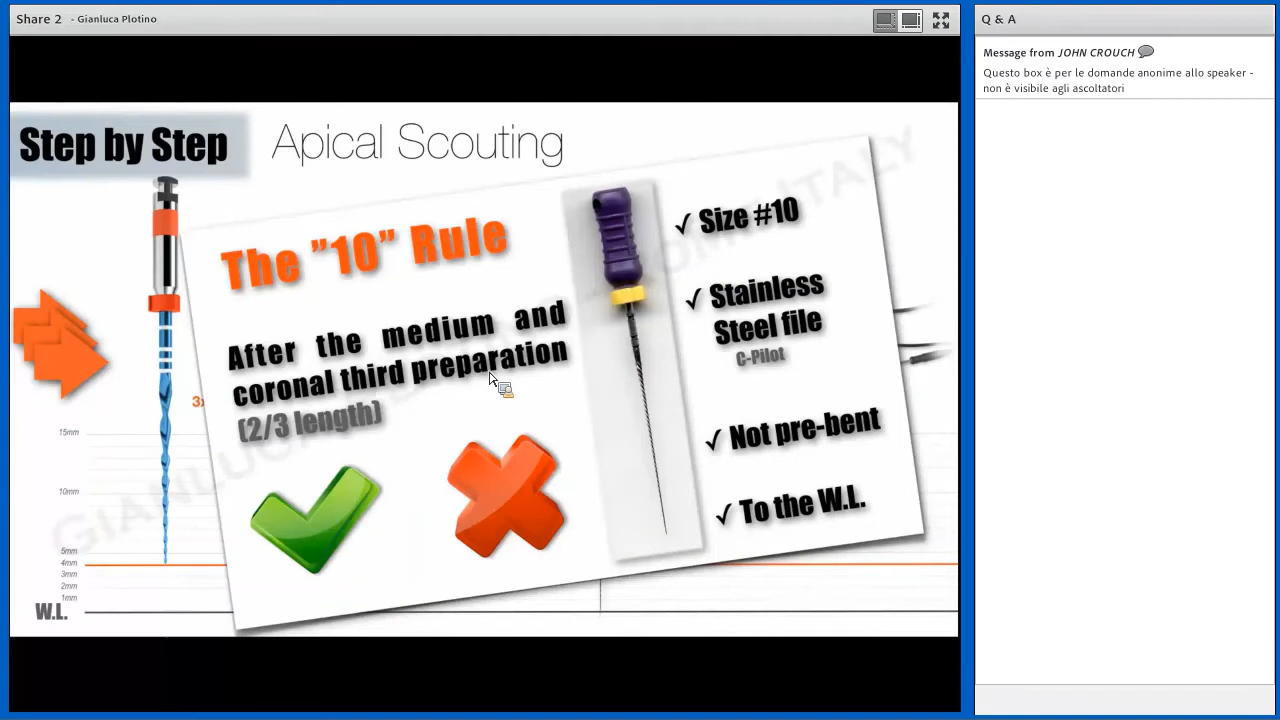 Share 2 - Gianluca Plotino
Q & A
Message from JOHN CROUCH
Questo box è per le domande anonime allo speaker -
non è visibile agli ascoltatori
Step by Step
Apical Scouting
The ”10” Rule
After the medium and
coronal third preparation
(2/3 length)
✓ Size #10
✓ Stainless
Steel file
C-Pilot
✓ Not pre-bent
✓ To the W.L.
3x
15mm
10mm
5mm
4mm
3mm
2mm
1mm
W.L.